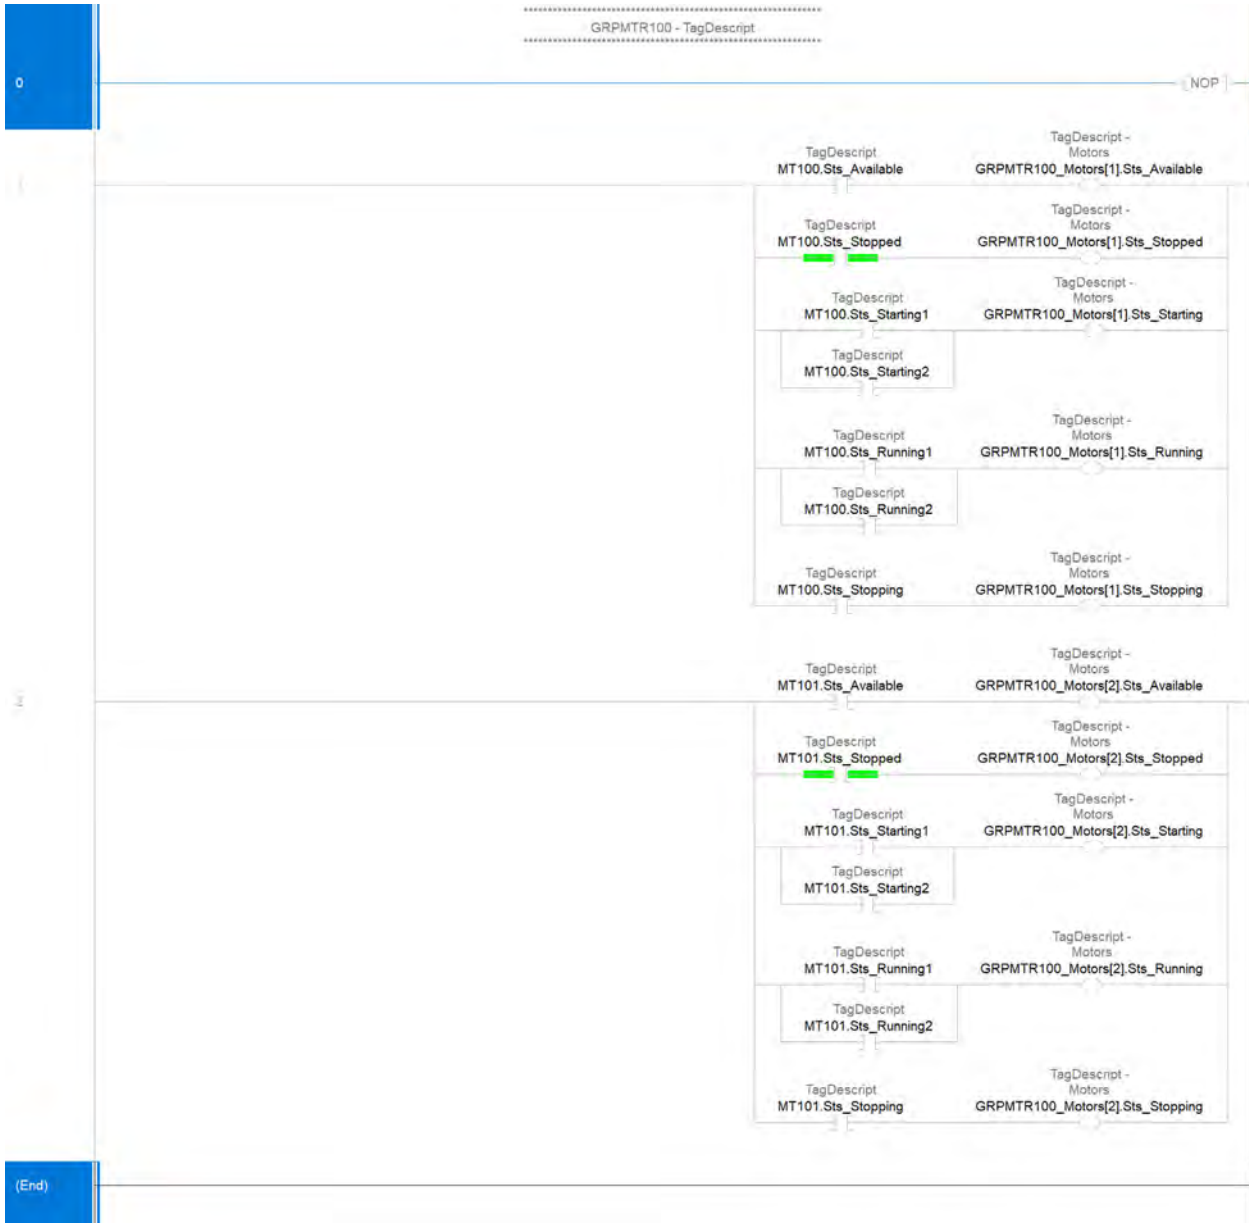 ************************************************************
GRPMTR100 - TagDescript
************************************************************
0
NOP
TagDescript
MT100.Sts_Available
TagDescript -
Motors
GRPMTR100_Motors[1].Sts_Available
TagDescript
MT100.Sts_Stopped
TagDescript -
Motors
GRPMTR100_Motors[1].Sts_Stopped
TagDescript
MT100.Sts_Starting1
TagDescript -
Motors
GRPMTR100_Motors[1].Sts_Starting
TagDescript
MT100.Sts_Starting2
TagDescript
MT100.Sts_Running1
TagDescript -
Motors
GRPMTR100_Motors[1].Sts_Running
TagDescript
MT100.Sts_Running2
TagDescript
MT100.Sts_Stopping
TagDescript -
Motors
GRPMTR100_Motors[1].Sts_Stopping
2
TagDescript
MT101.Sts_Available
TagDescript -
Motors
GRPMTR100_Motors[2].Sts_Available
TagDescript
MT101.Sts_Stopped
TagDescript -
Motors
GRPMTR100_Motors[2].Sts_Stopped
TagDescript
MT101.Sts_Starting1
TagDescript -
Motors
GRPMTR100_Motors[2].Sts_Starting
TagDescript
MT101.Sts_Starting2
TagDescript
MT101.Sts_Running1
TagDescript -
Motors
GRPMTR100_Motors[2].Sts_Running
TagDescript
MT101.Sts_Running2
TagDescript
MT101.Sts_Stopping
TagDescript -
Motors
GRPMTR100_Motors[2].Sts_Stopping
(End)